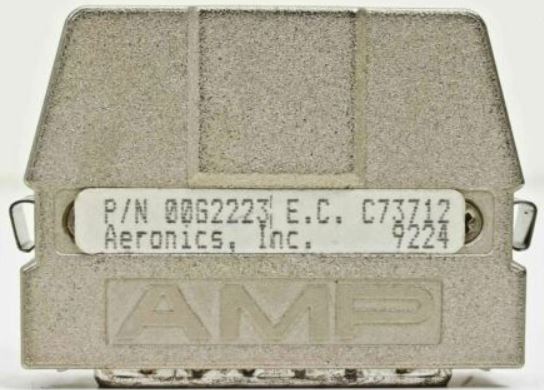 P/N 00G2223 E.C. C73712
Aeronics, Inc. 9224
AMP